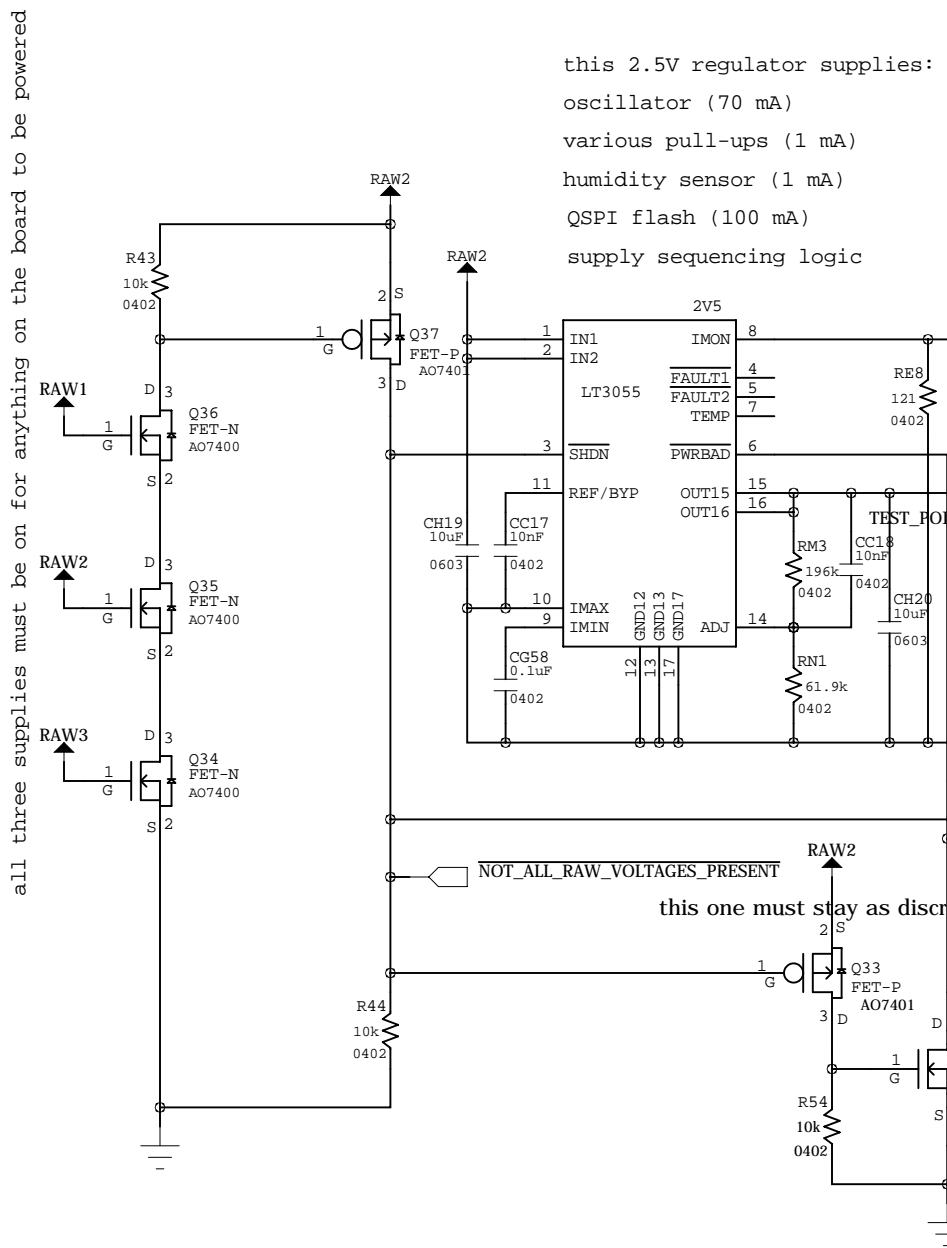 all three supplies must be on for anything on the board to be powered
this 2.5V regulator supplies:
oscillator (70 mA)
various pull-ups (1 mA)
humidity sensor (1 mA)
QSPI flash (100 mA)
supply sequencing logic
RAW2
R43
10k
0402
1
G
2
S
Q37
FET-P
AO7401
3
D
RAW1
D
3
Q36
FET-N
AO7400
1
G
S
2
RAW2
D
3
Q35
FET-N
AO7400
1
G
S
2
RAW3
D
3
Q34
FET-N
AO7400
1
G
S
2
RAW2
2V5
LT3055
1
IN1
2
IN2
3
SHDN
11
REF/BYP
10
IMAX
9
IMIN
IMON
8
FAULT1
4
FAULT2
5
TEMP
7
PWRBAD
6
OUT15
15
OUT16
16
ADJ
14
GND12
GND13
GND17
12
13
17
CH19
10uF
0603
CC17
10nF
0402
CG58
0.1uF
0402
RE8
121
0402
TEST_POI
RM3
196k
0402
CC18
10nF
0402
CH20
10uF
0603
RN1
61.9k
0402
NOT_ALL_RAW_VOLTAGES_PRESENT
RAW2
this one must stay as discr
2
S
1
G
Q33
FET-P
AO7401
3
D
R44
10k
0402
D
1
G
S
R54
10k
0402